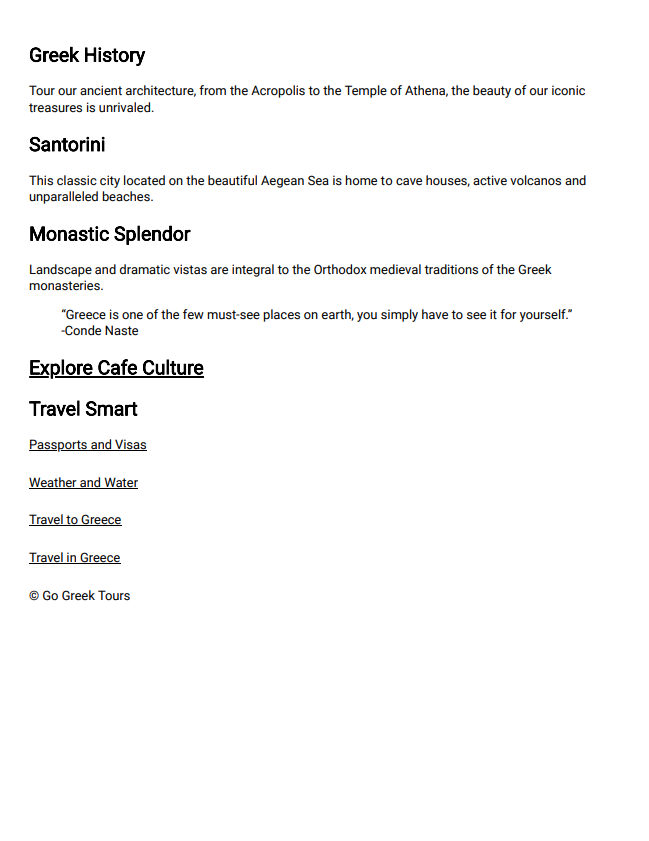 Greek History
Tour our ancient architecture, from the Acropolis to the Temple of Athena, the beauty of our iconic
treasures is unrivaled.
Santorini
This classic city located on the beautiful Aegean Sea is home to cave houses, active volcanos and
unparalleled beaches.
Monastic Splendor
Landscape and dramatic vistas are integral to the Orthodox medieval traditions of the Greek
monasteries.
“Greece is one of the few must-see places on earth, you simply have to see it for yourself.”
-Conde Naste
Explore Cafe Culture
Travel Smart
Passports and Visas
Weather and Water
Travel to Greece
Travel in Greece
© Go Greek Tours